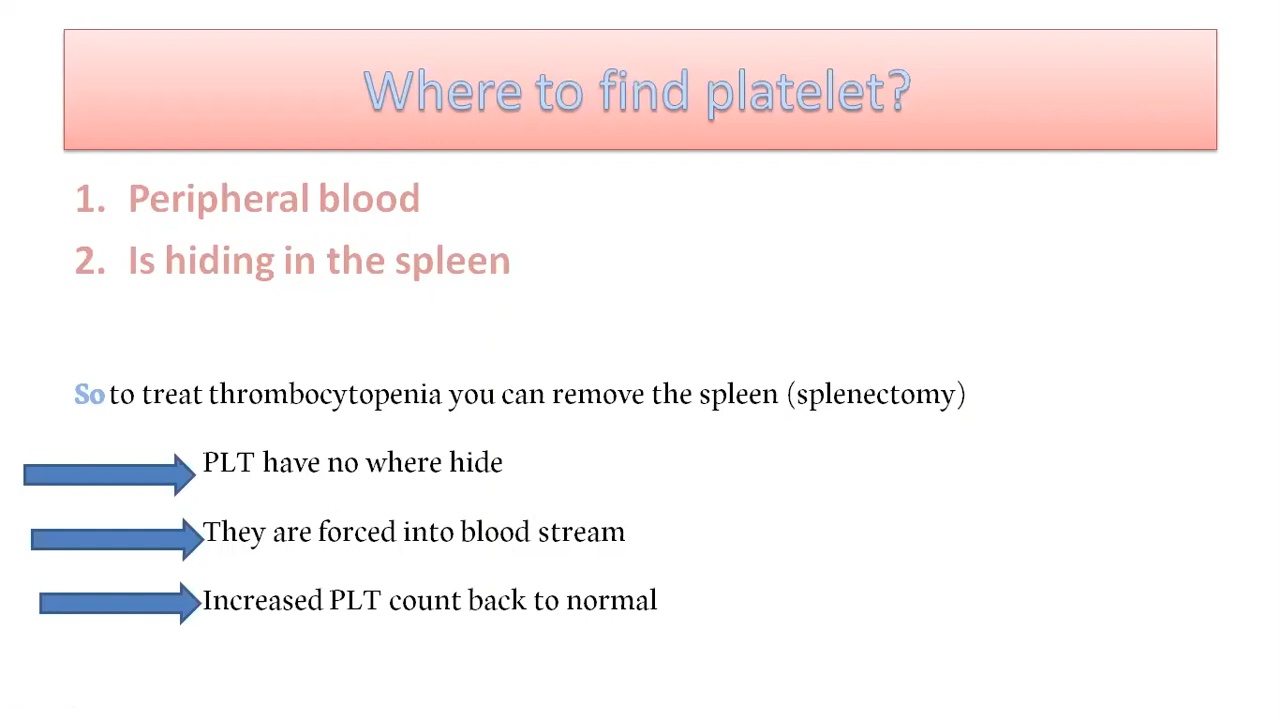 Where to find platelet?
1. Peripheral blood
2. Is hiding in the spleen
So to treat thrombocytopenia you can remove the spleen (splenectomy)
PLT have no where hide
They are forced into blood stream
Increased PLT count back to normal